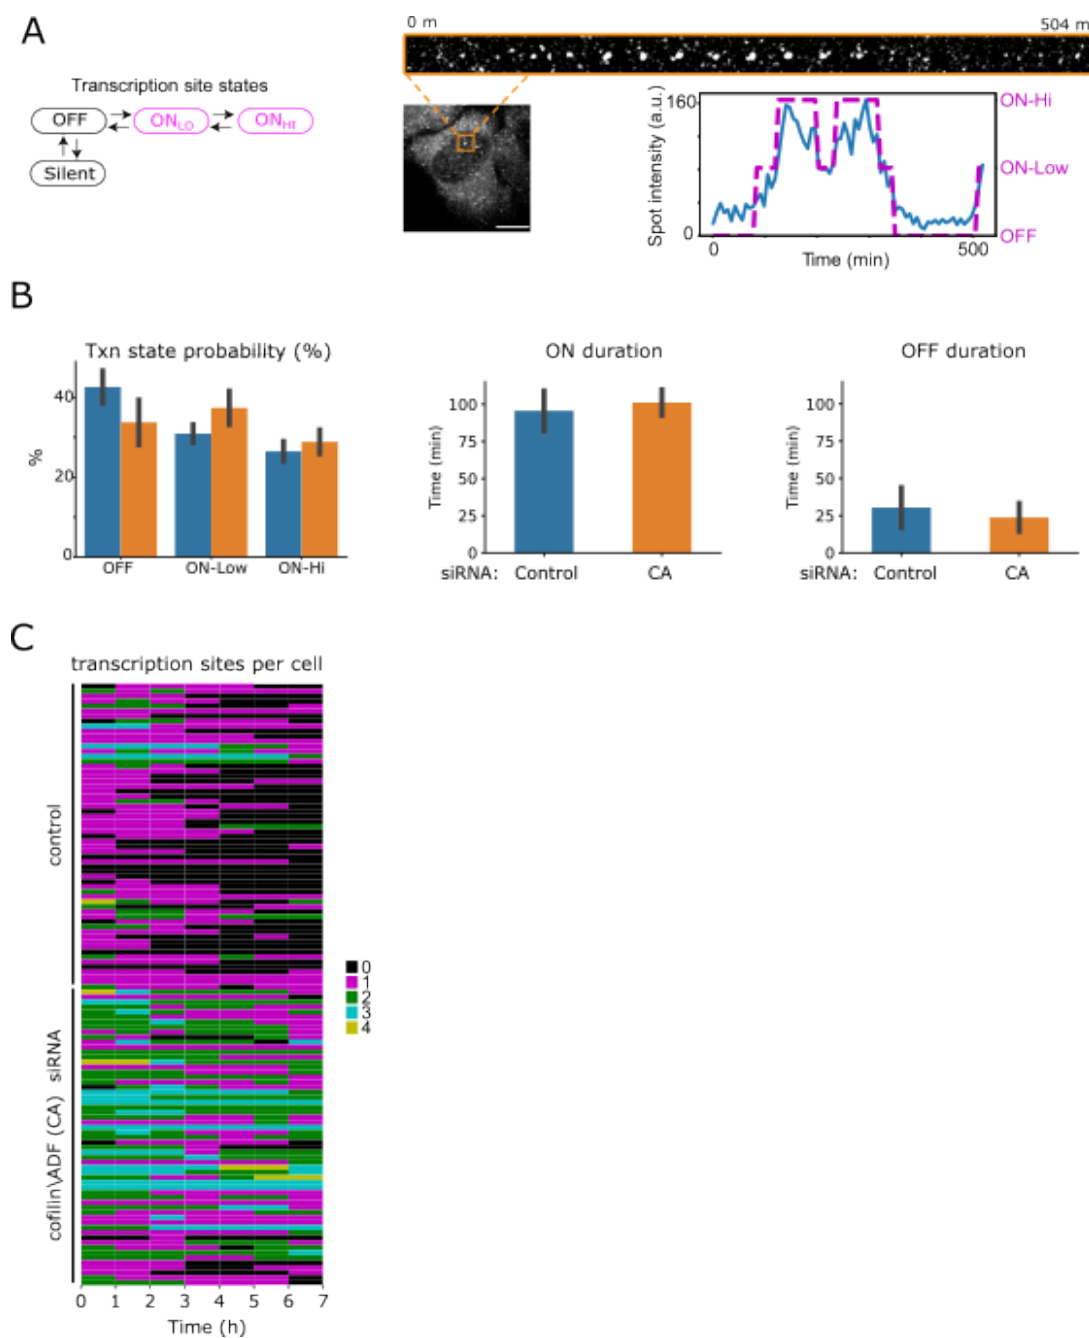 A
0 m
504 m
Transcription site states
OFF
ONLO
ONHI
Silent
Spot intensity (a.u.)
160
0
0
500
Time (min)
ON-Hi
ON-Low
OFF
B
Txn state probability (%)
%
40
20
0
OFF
ON-Low
ON-Hi
ON duration
Time (min)
100
75
50
25
0
siRNA:
Control
CA
OFF duration
Time (min)
100
75
50
25
0
siRNA:
Control
CA
C
transcription sites per cell
control
cofilin\ADF (CA) siRNA
0
1
2
3
4
0 1 2 3 4 5 6 7
Time (h)